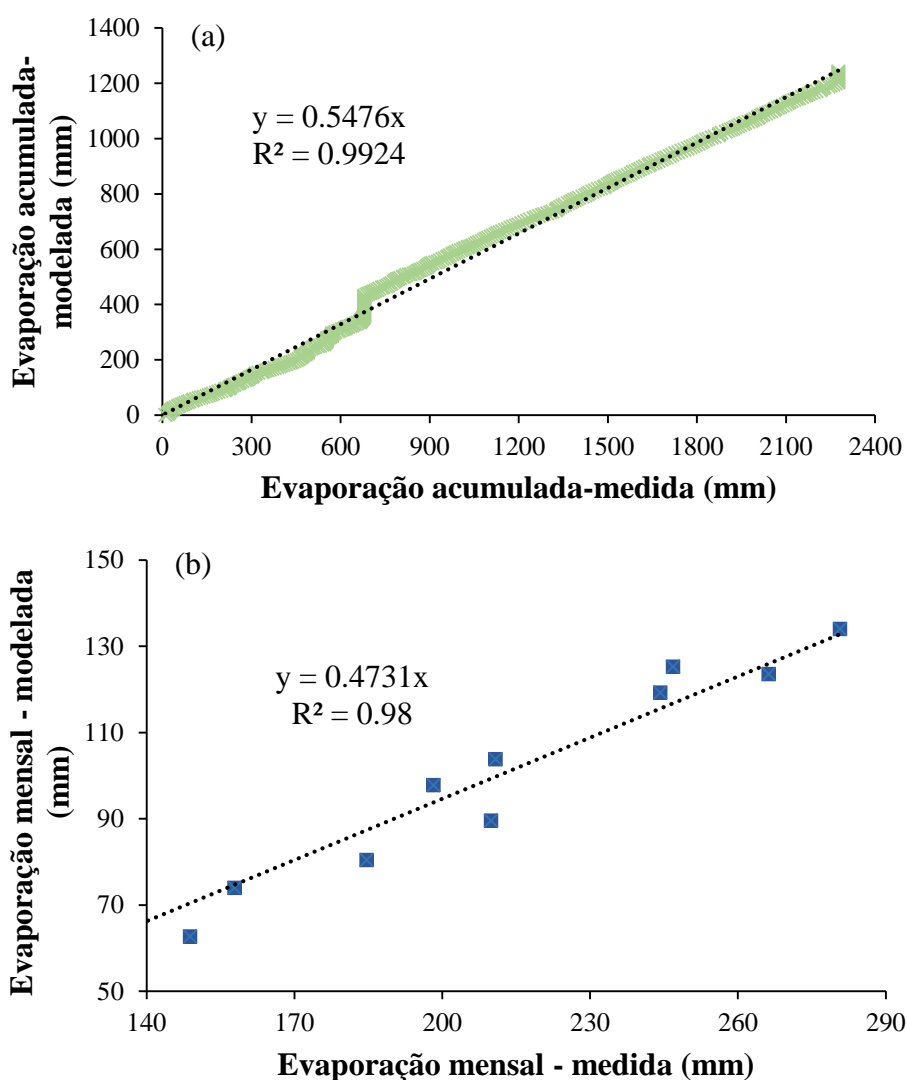 (a)
Evaporação acumulada-
modelada (mm)
1400
1200
1000
800
600
400
200
0
y = 0.5476x
R² = 0.9924
0 300 600 900 1200 1500 1800 2100 2400
Evaporação acumulada-medida (mm)
(b)
Evaporação mensal - modelada
(mm)
150
130
110
90
70
50
y = 0.4731x
R² = 0.98
140 170 200 230 260 290
Evaporação mensal - medida (mm)